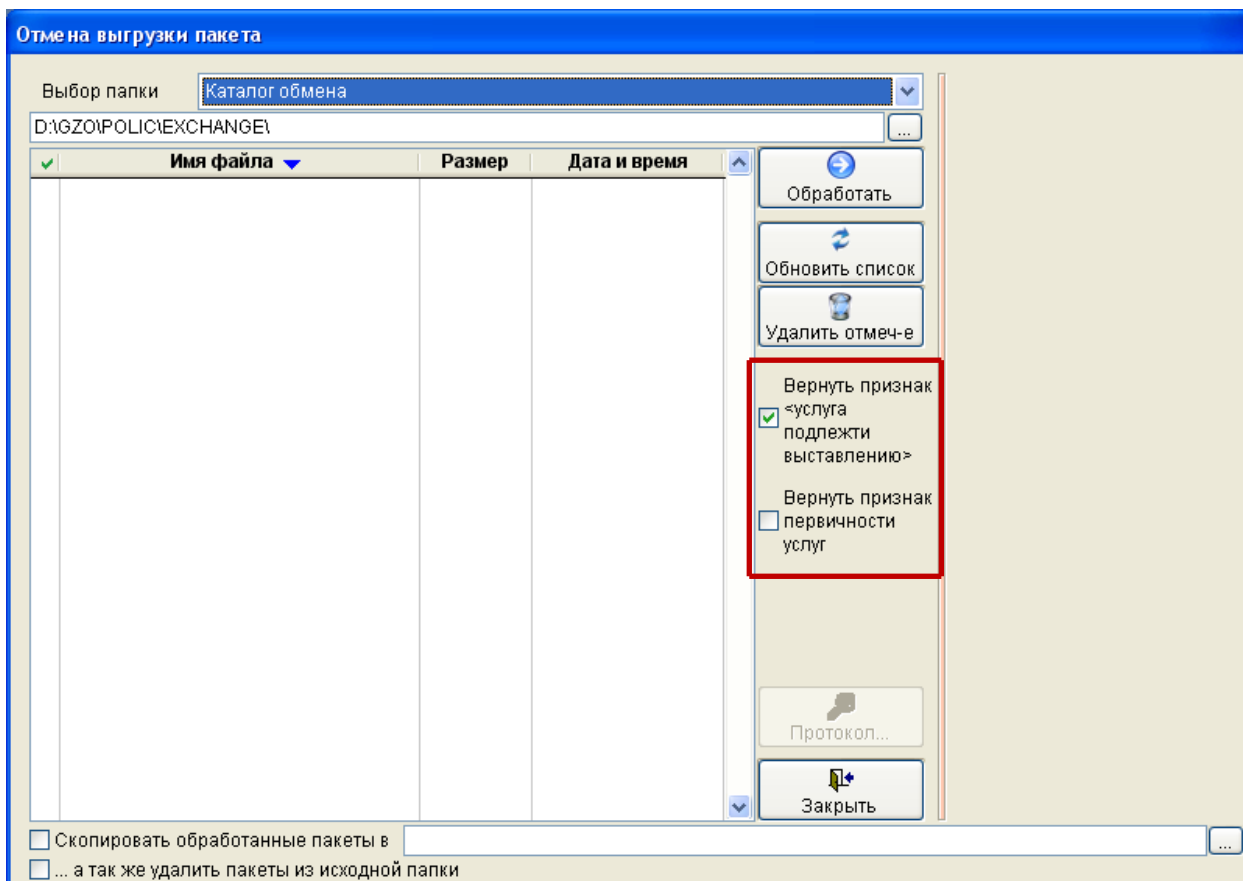 Отмена выгрузки пакета
Выбор папки Каталог обмена
D:\GZO\POLIC\EXCHANGE\ ...
Имя файла Размер Дата и время
Обработать
Обновить список
Удалить отмеч-е
Вернуть признак
<услуга
подлежти
выставлению>
Вернуть признак
первичности
услуг
Протокол...
Закрыть
Скопировать обработанные пакеты в ...
... а так же удалить пакеты из исходной папки